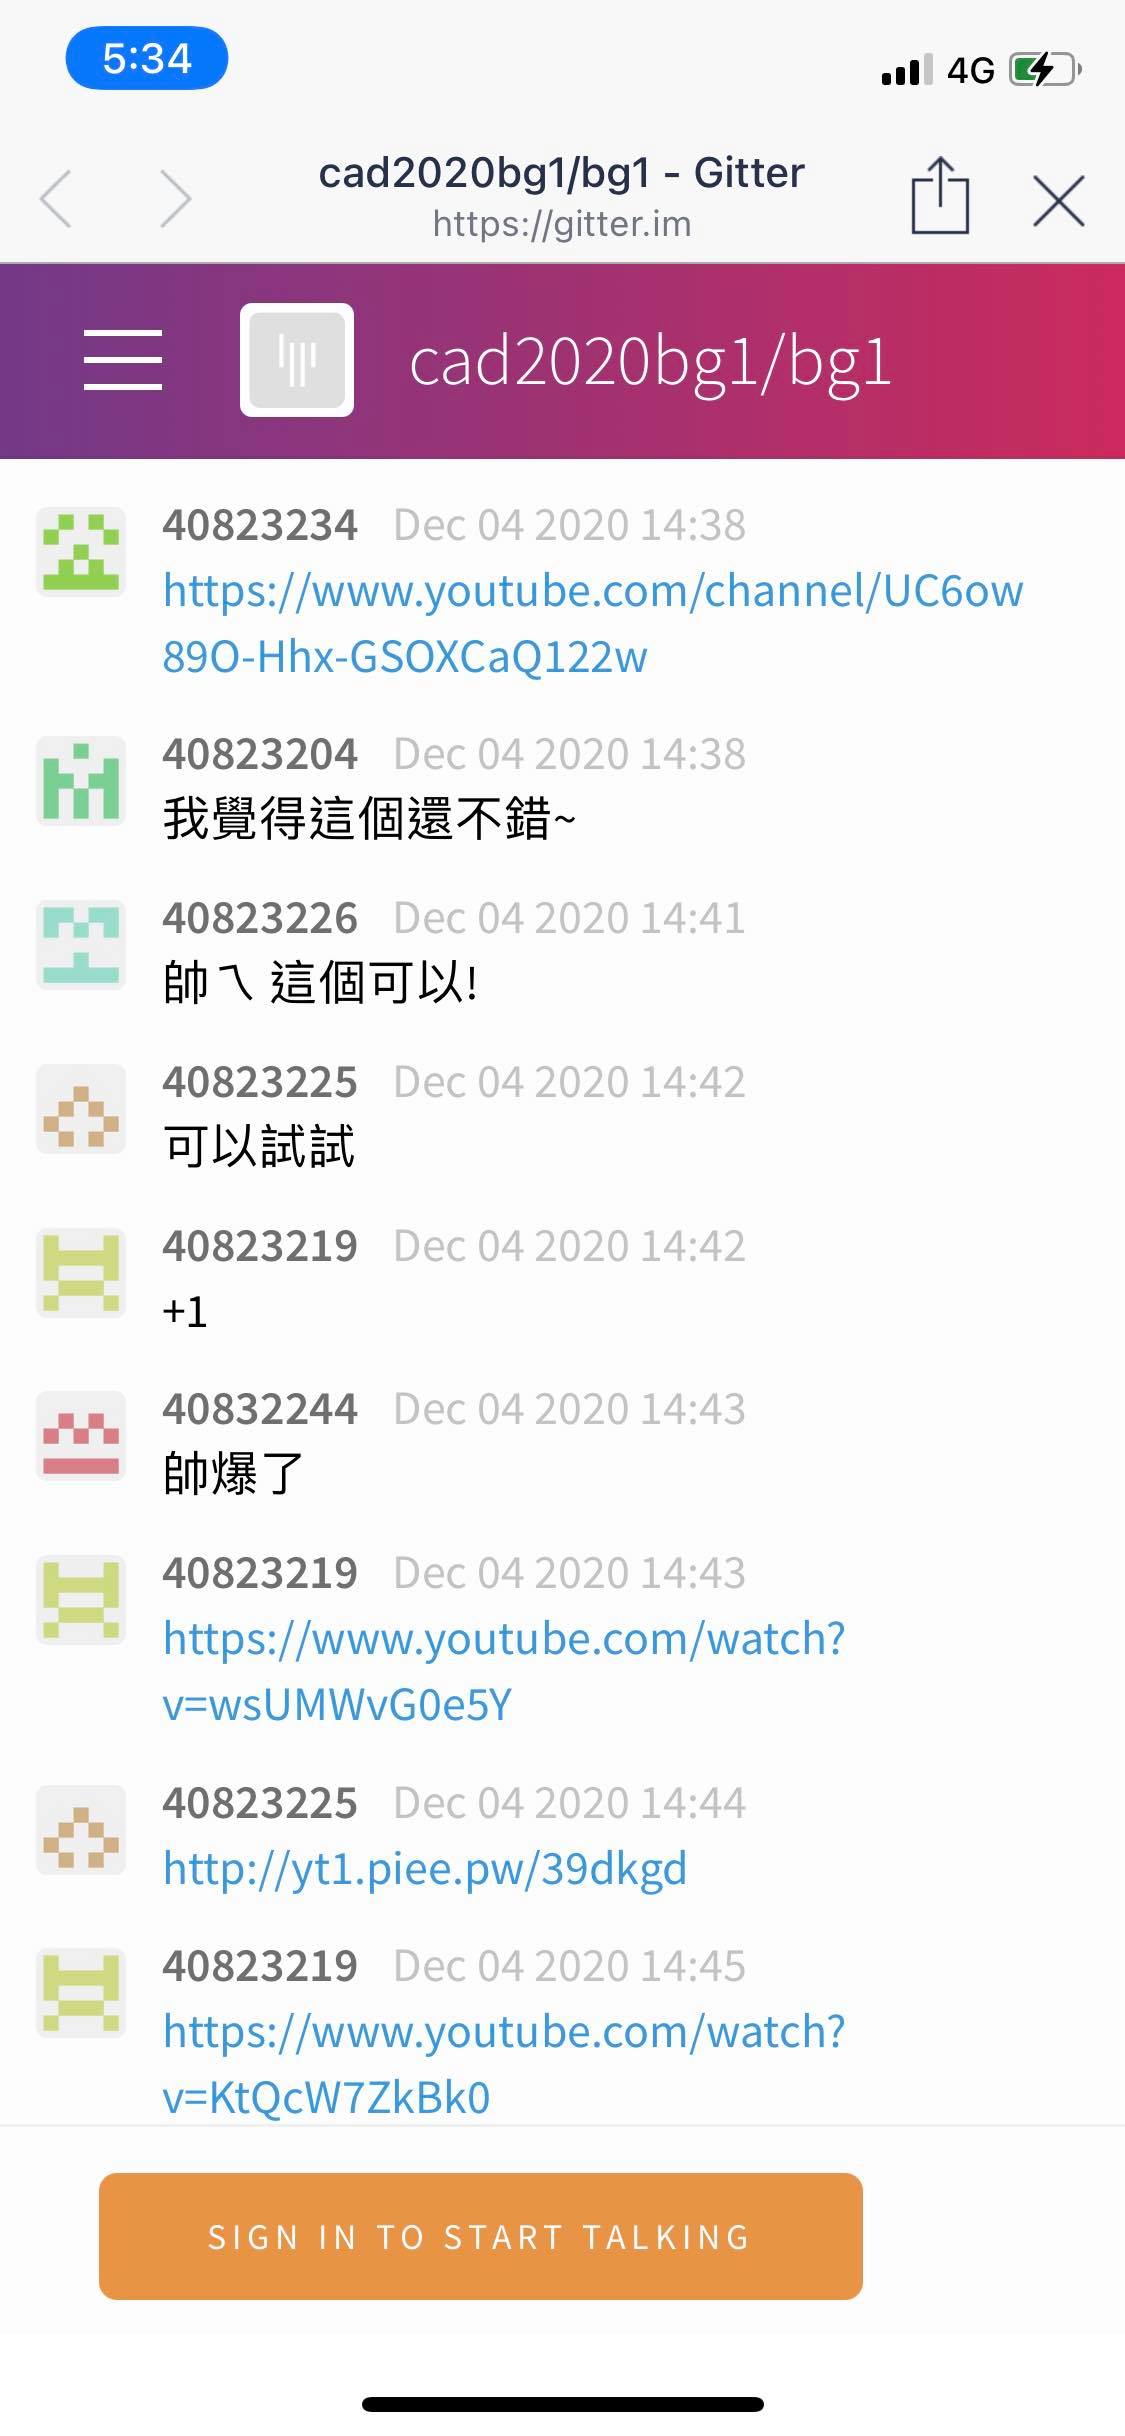 5:34
4G
cad2020bg1/bg1 - Gitter
https://gitter.im
cad2020bg1/bg1
40823234 Dec 04 2020 14:38
https://www.youtube.com/channel/UC6ow
89O-Hhx-GSOXCaQ122w
40823204 Dec 04 2020 14:38
我覺得這個還不錯~
40823226 Dec 04 2020 14:41
帥ㄟ 這個可以!
40823225 Dec 04 2020 14:42
可以試試
40823219 Dec 04 2020 14:42
+1
40832244 Dec 04 2020 14:43
帥爆了
40823219 Dec 04 2020 14:43
https://www.youtube.com/watch?
v=wsUMWvG0e5Y
40823225 Dec 04 2020 14:44
http://yt1.piee.pw/39dkgd
40823219 Dec 04 2020 14:45
https://www.youtube.com/watch?
v=KtQcW7ZkBk0
SIGN IN TO START TALKING